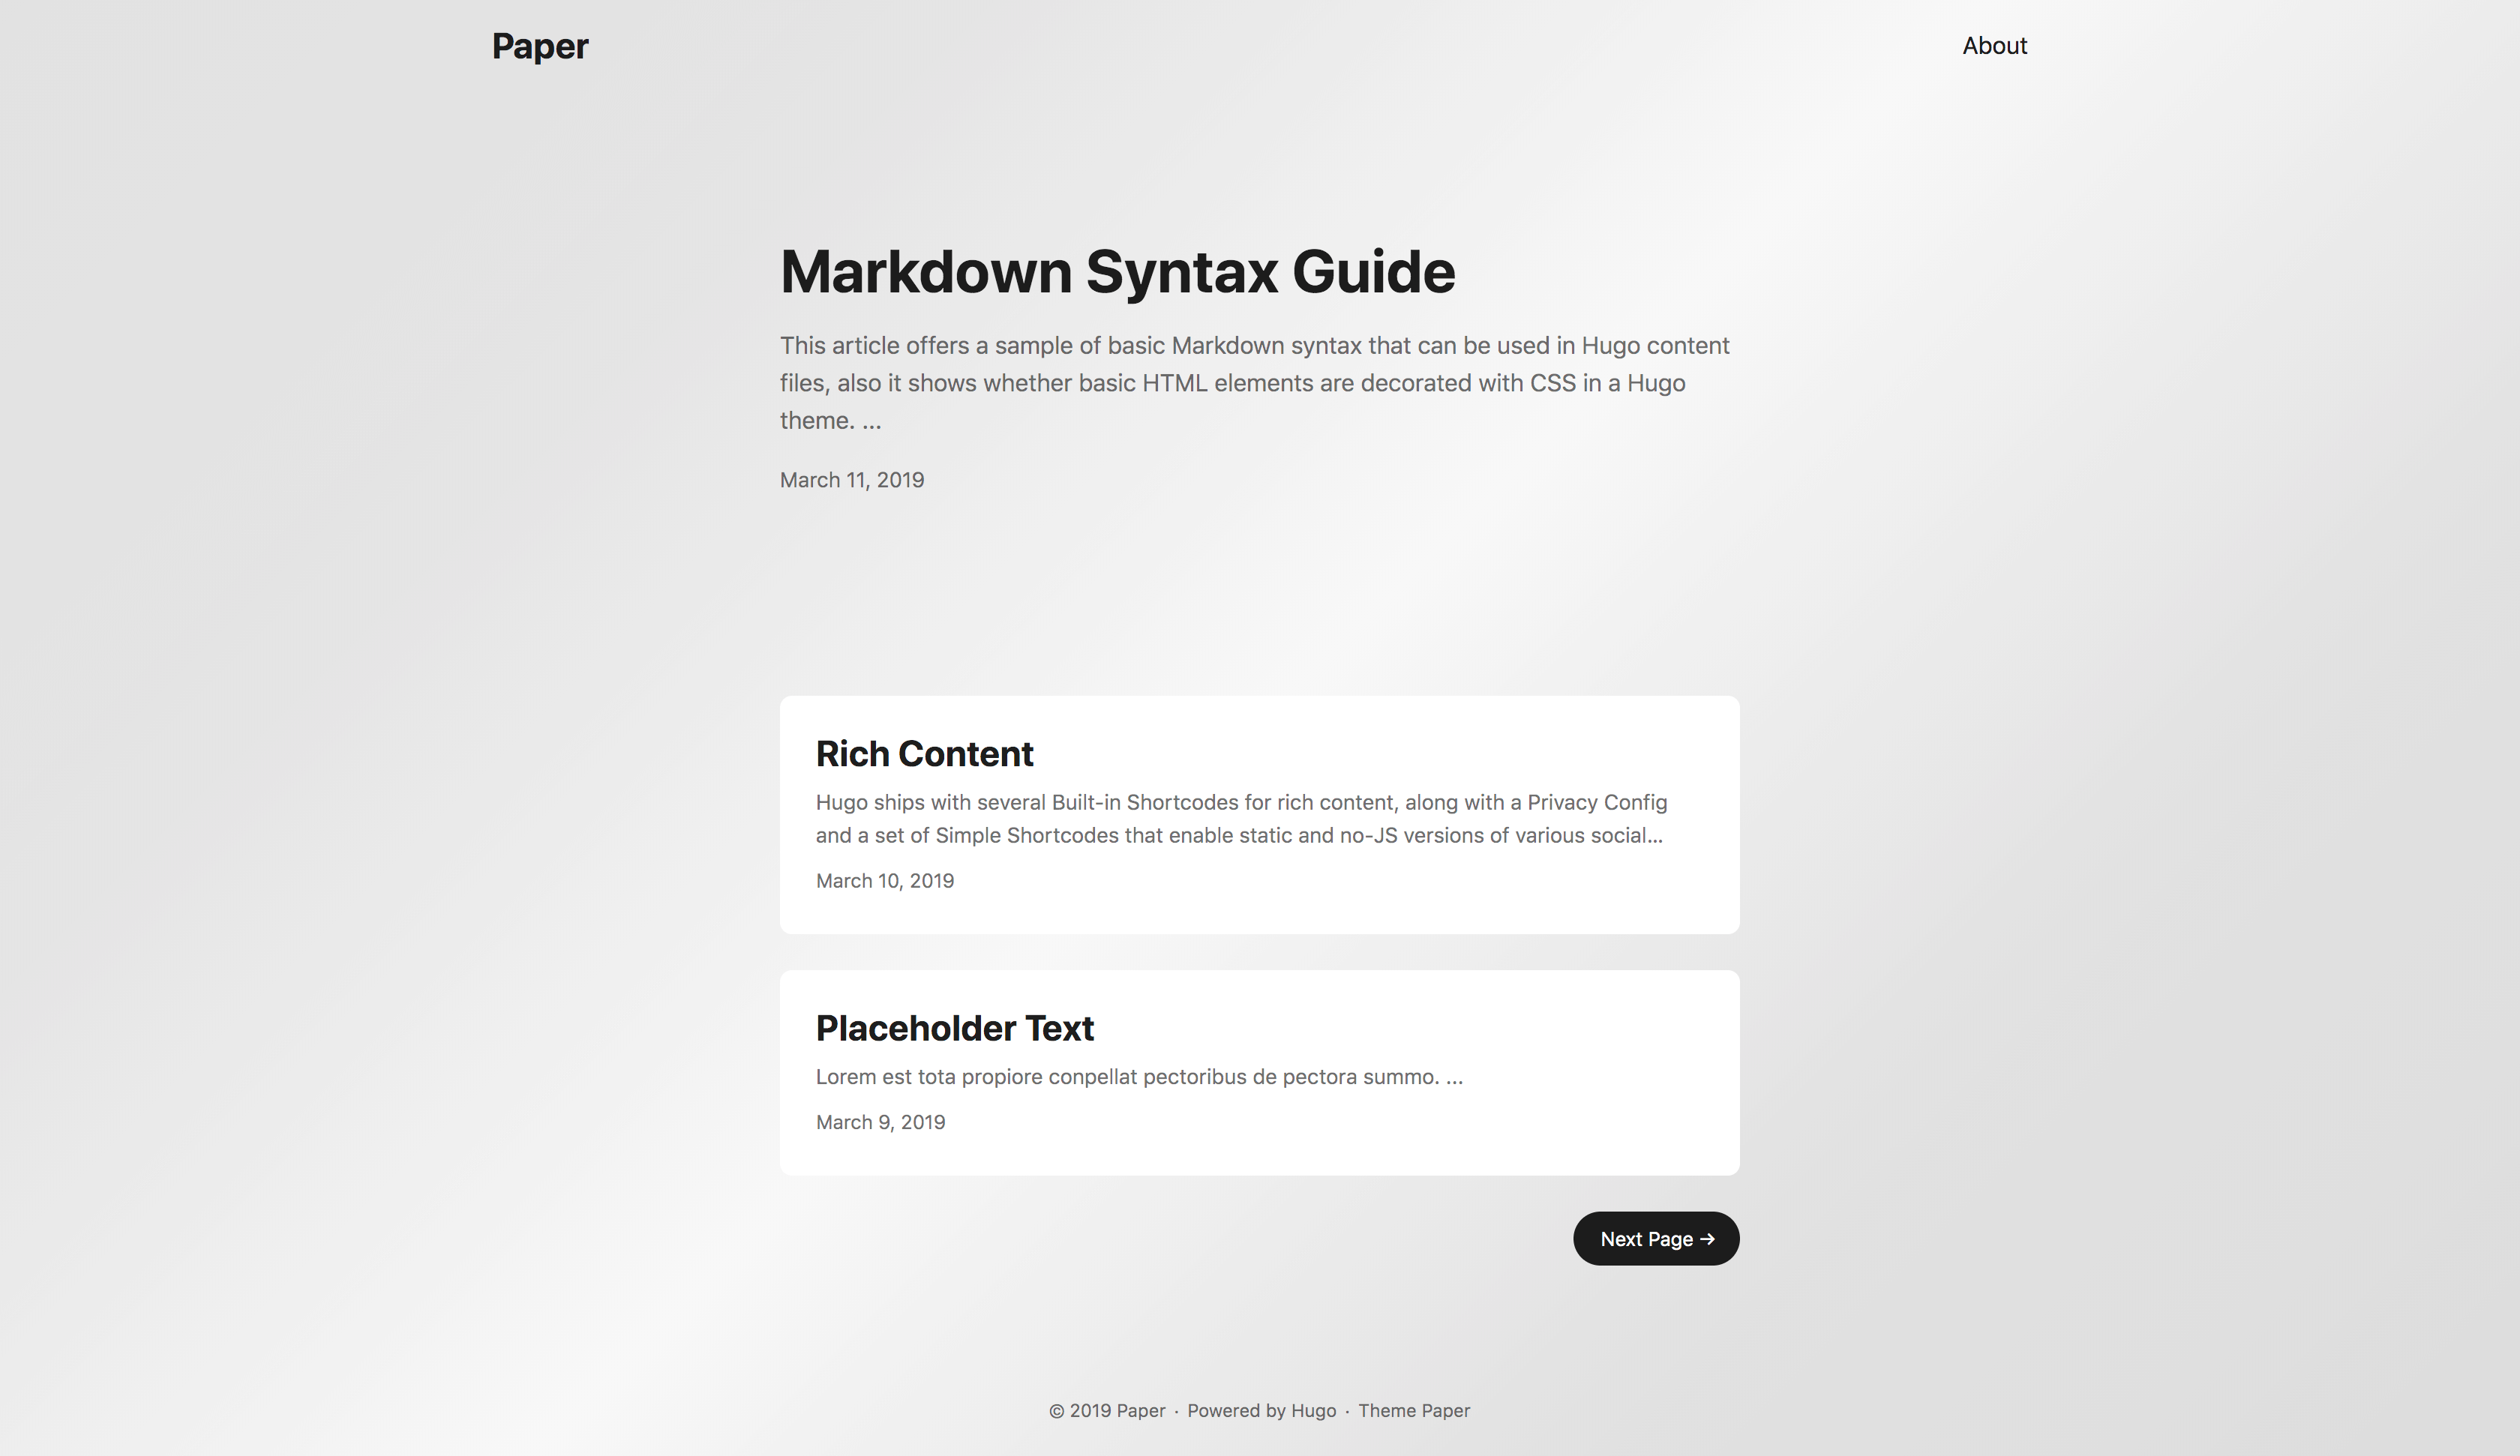 Paper
About
Markdown Syntax Guide
This article offers a sample of basic Markdown syntax that can be used in Hugo content
files, also it shows whether basic HTML elements are decorated with CSS in a Hugo
theme. ...
March 11, 2019
Rich Content
Hugo ships with several Built-in Shortcodes for rich content, along with a Privacy Config
and a set of Simple Shortcodes that enable static and no-JS versions of various social...
March 10, 2019
Placeholder Text
Lorem est tota propiore conpellat pectoribus de pectora summo. ...
March 9, 2019
Next Page →
© 2019 Paper · Powered by Hugo · Theme Paper